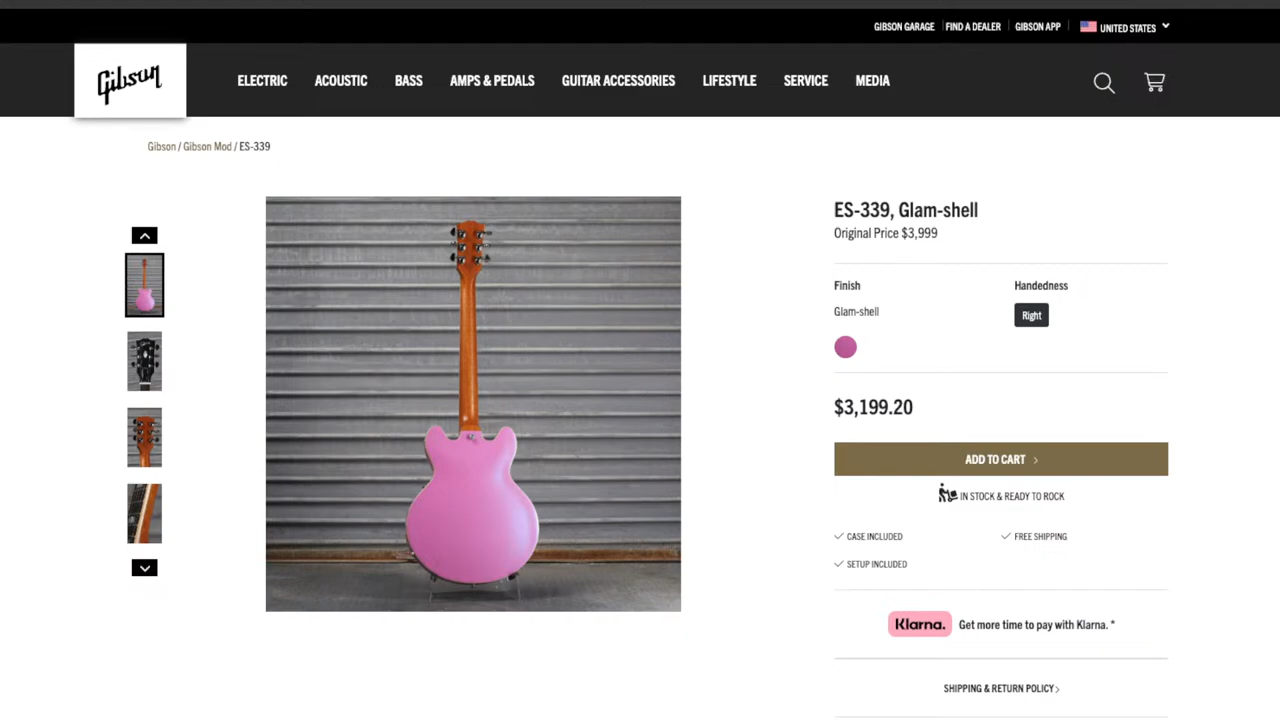 GIBSON GARAGE FIND A DEALER GIBSON APP UNITED STATES
Gibson
ELECTRIC ACOUSTIC BASS AMPS & PEDALS GUITAR ACCESSORIES LIFESTYLE SERVICE MEDIA
Gibson / Gibson Mod / ES-339
ES-339, Glam-shell
Original Price $3,999
Finish Handedness
Glam-shell Right
$3,199.20
ADD TO CART
IN STOCK & READY TO ROCK
CASE INCLUDED FREE SHIPPING
SETUP INCLUDED
Klarna. Get more time to pay with Klarna. *
SHIPPING & RETURN POLICY